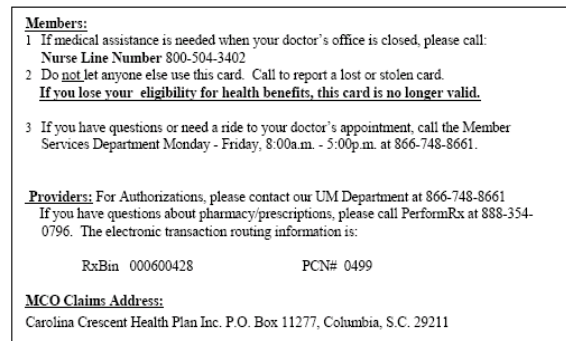 Members:
1 If medical assistance is needed when your doctor's office is closed, please call:
Nurse Line Number 800-504-3402
2 Do not let anyone else use this card. Call to report a lost or stolen card.
If you lose your eligibility for health benefits, this card is no longer valid.
3 If you have questions or need a ride to your doctor's appointment, call the Member
Services Department Monday - Friday, 8:00a.m. - 5:00p.m. at 866-748-8661.
Providers: For Authorizations, please contact our UM Department at 866-748-8661
If you have questions about pharmacy/prescriptions, please call PerformRx at 888-354-
0796. The electronic transaction routing information is:
RxBin 000600428 PCN# 0499
MCO Claims Address:
Carolina Crescent Health Plan Inc. P.O. Box 11277, Columbia, S.C. 29211